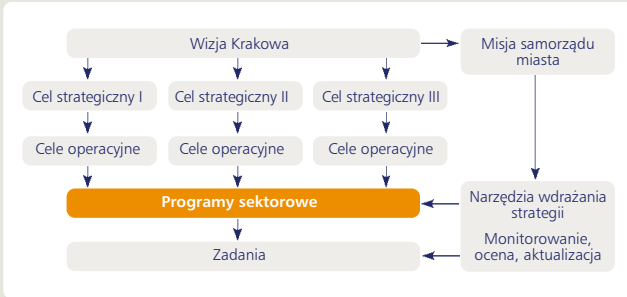 Wizja Krakowa
Misja samorządu
miasta
Cel strategiczny I
Cel strategiczny II
Cel strategiczny III
Cele operacyjne
Cele operacyjne
Cele operacyjne
Programy sektorowe
Narzędzia wdrażania
strategii
Monitorowanie,
ocena, aktualizacja
Zadania